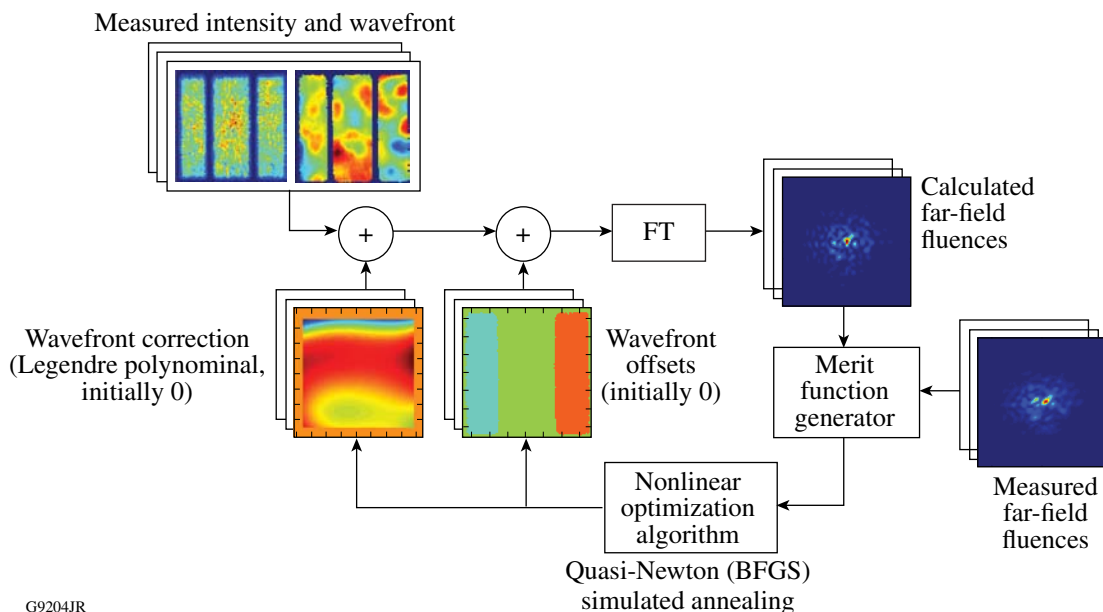 Measured intensity and wavefront
+
+
FT
Calculated
far-field
fluences
Wavefront correction
(Legendre polynominal,
initially 0)
Wavefront
offsets
(initially 0)
Merit
function
generator
Nonlinear
optimization
algorithm
Measured
far-field
fluences
Quasi-Newton (BFGS)
simulated annealing
G9204JR